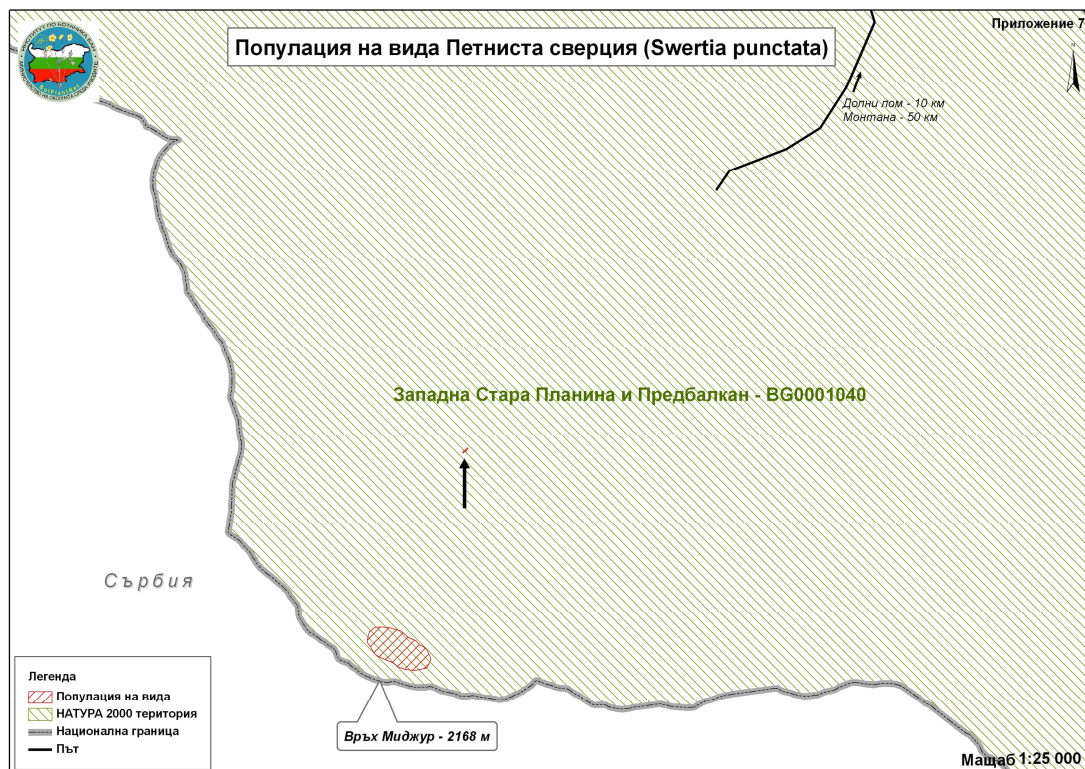 Приложение 7
Популация на вида Петниста сверция (Swertia punctata)
N
Долни лом - 10 км
Монтана - 50 км
Западна Стара Планина и Предбалкан - BG0001040
Сърбия
Легенда
Популация на вида
НАТУРА 2000 територия
Национална граница
Път
Връх Миджур - 2168 м
Мащаб 1:25 000